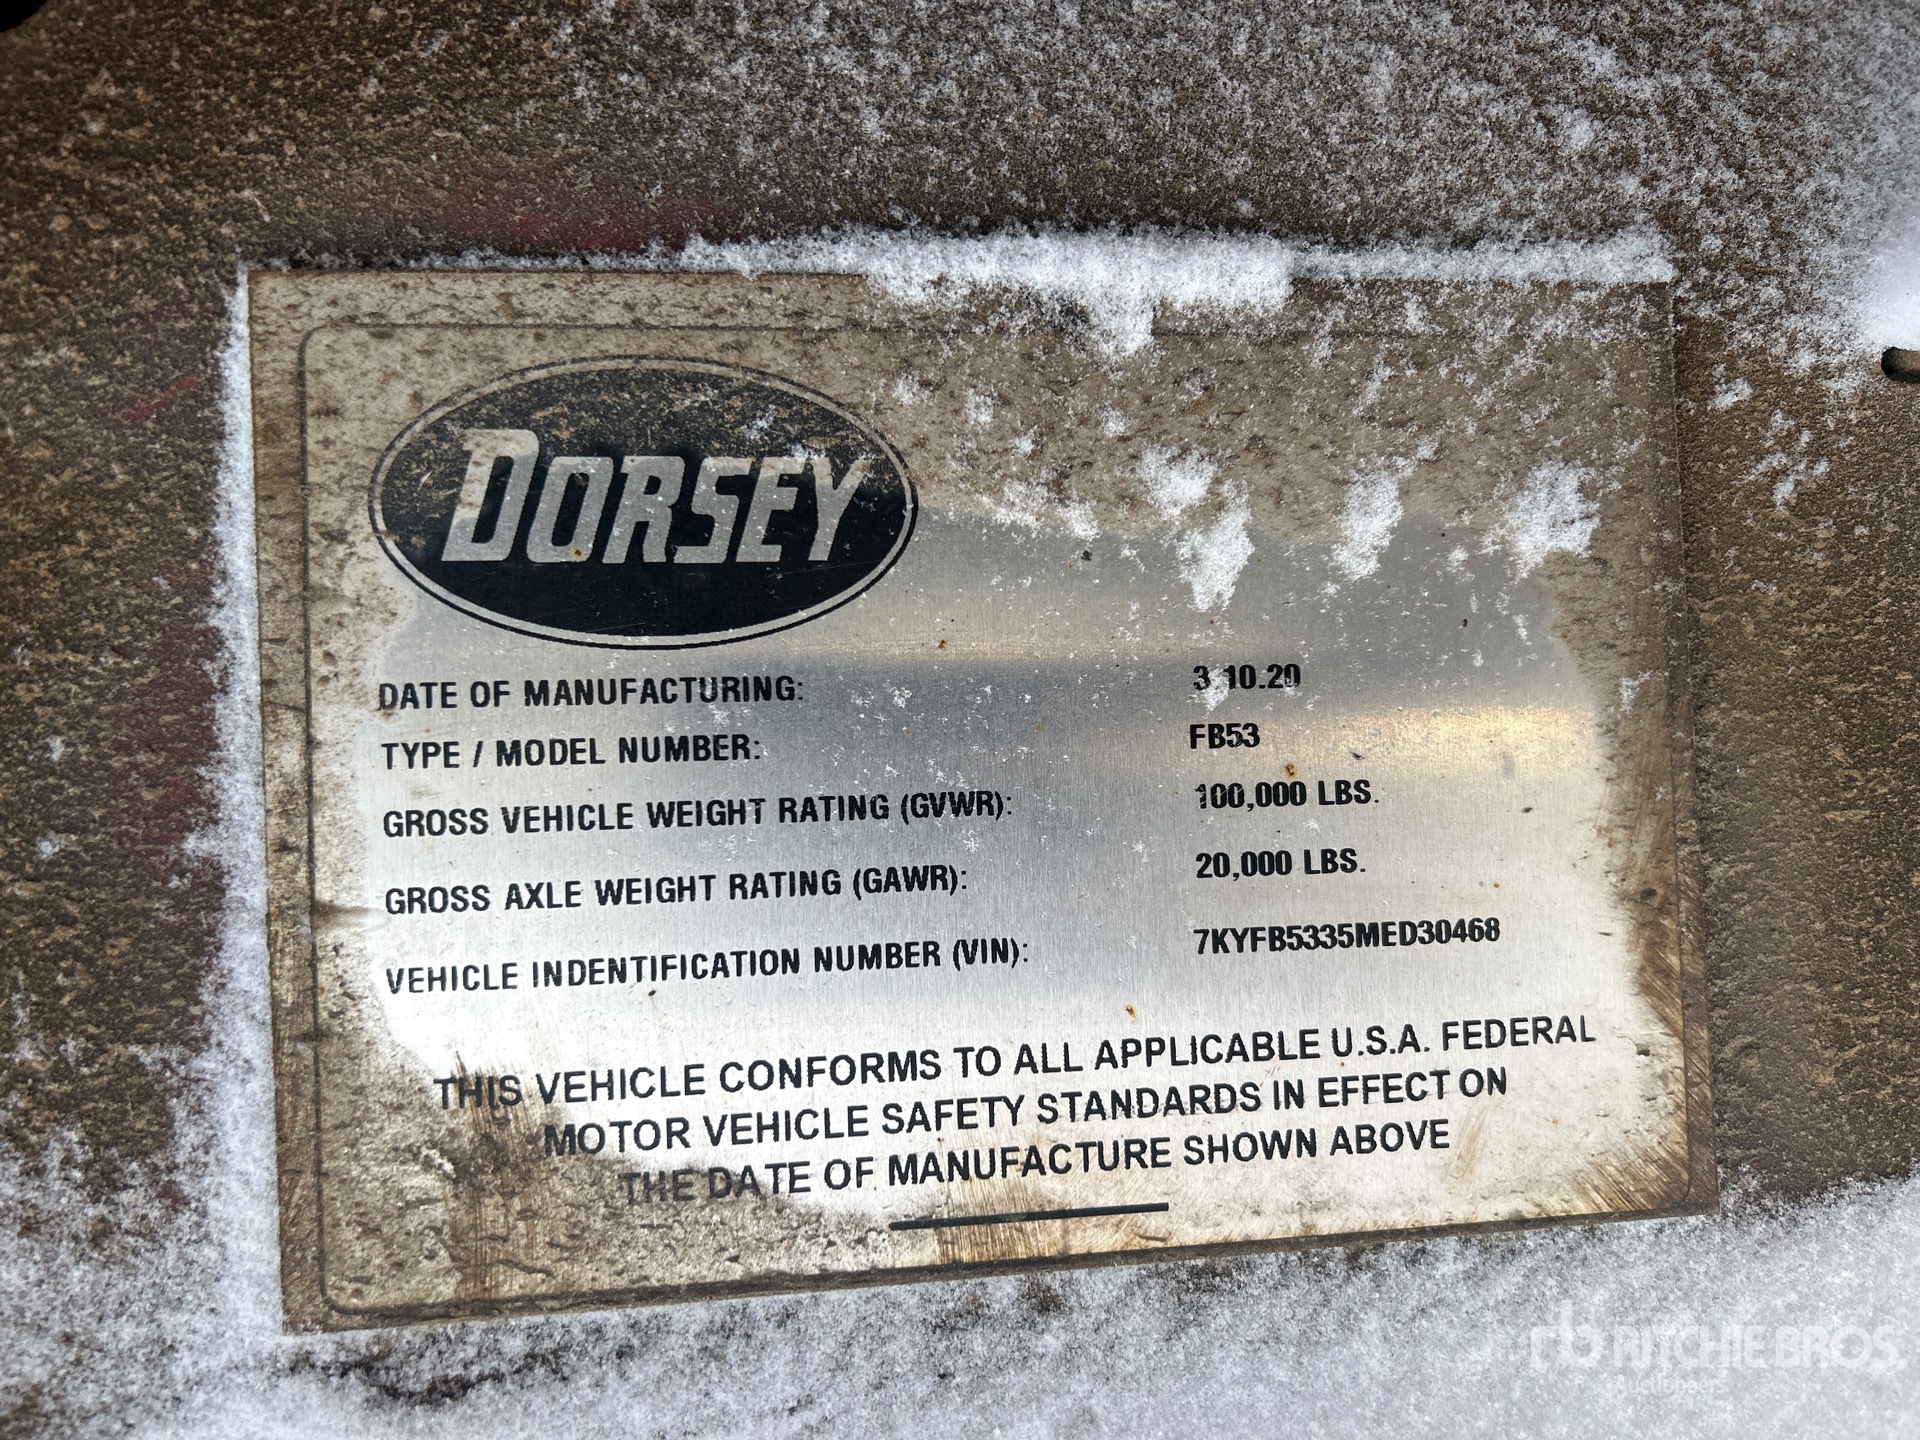 DORSEY
DATE OF MANUFACTURING: 3.10.20
TYPE / MODEL NUMBER: FB53
GROSS VEHICLE WEIGHT RATING (GVWR): 100,000 LBS.
GROSS AXLE WEIGHT RATING (GAWR): 20,000 LBS.
VEHICLE INDENTIFICATION NUMBER (VIN): 7KYFB5335MED30468
THIS VEHICLE CONFORMS TO ALL APPLICABLE U.S.A. FEDERAL
MOTOR VEHICLE SAFETY STANDARDS IN EFFECT ON
THE DATE OF MANUFACTURE SHOWN ABOVE
rb RITCHIE BROS.
Auctioneers